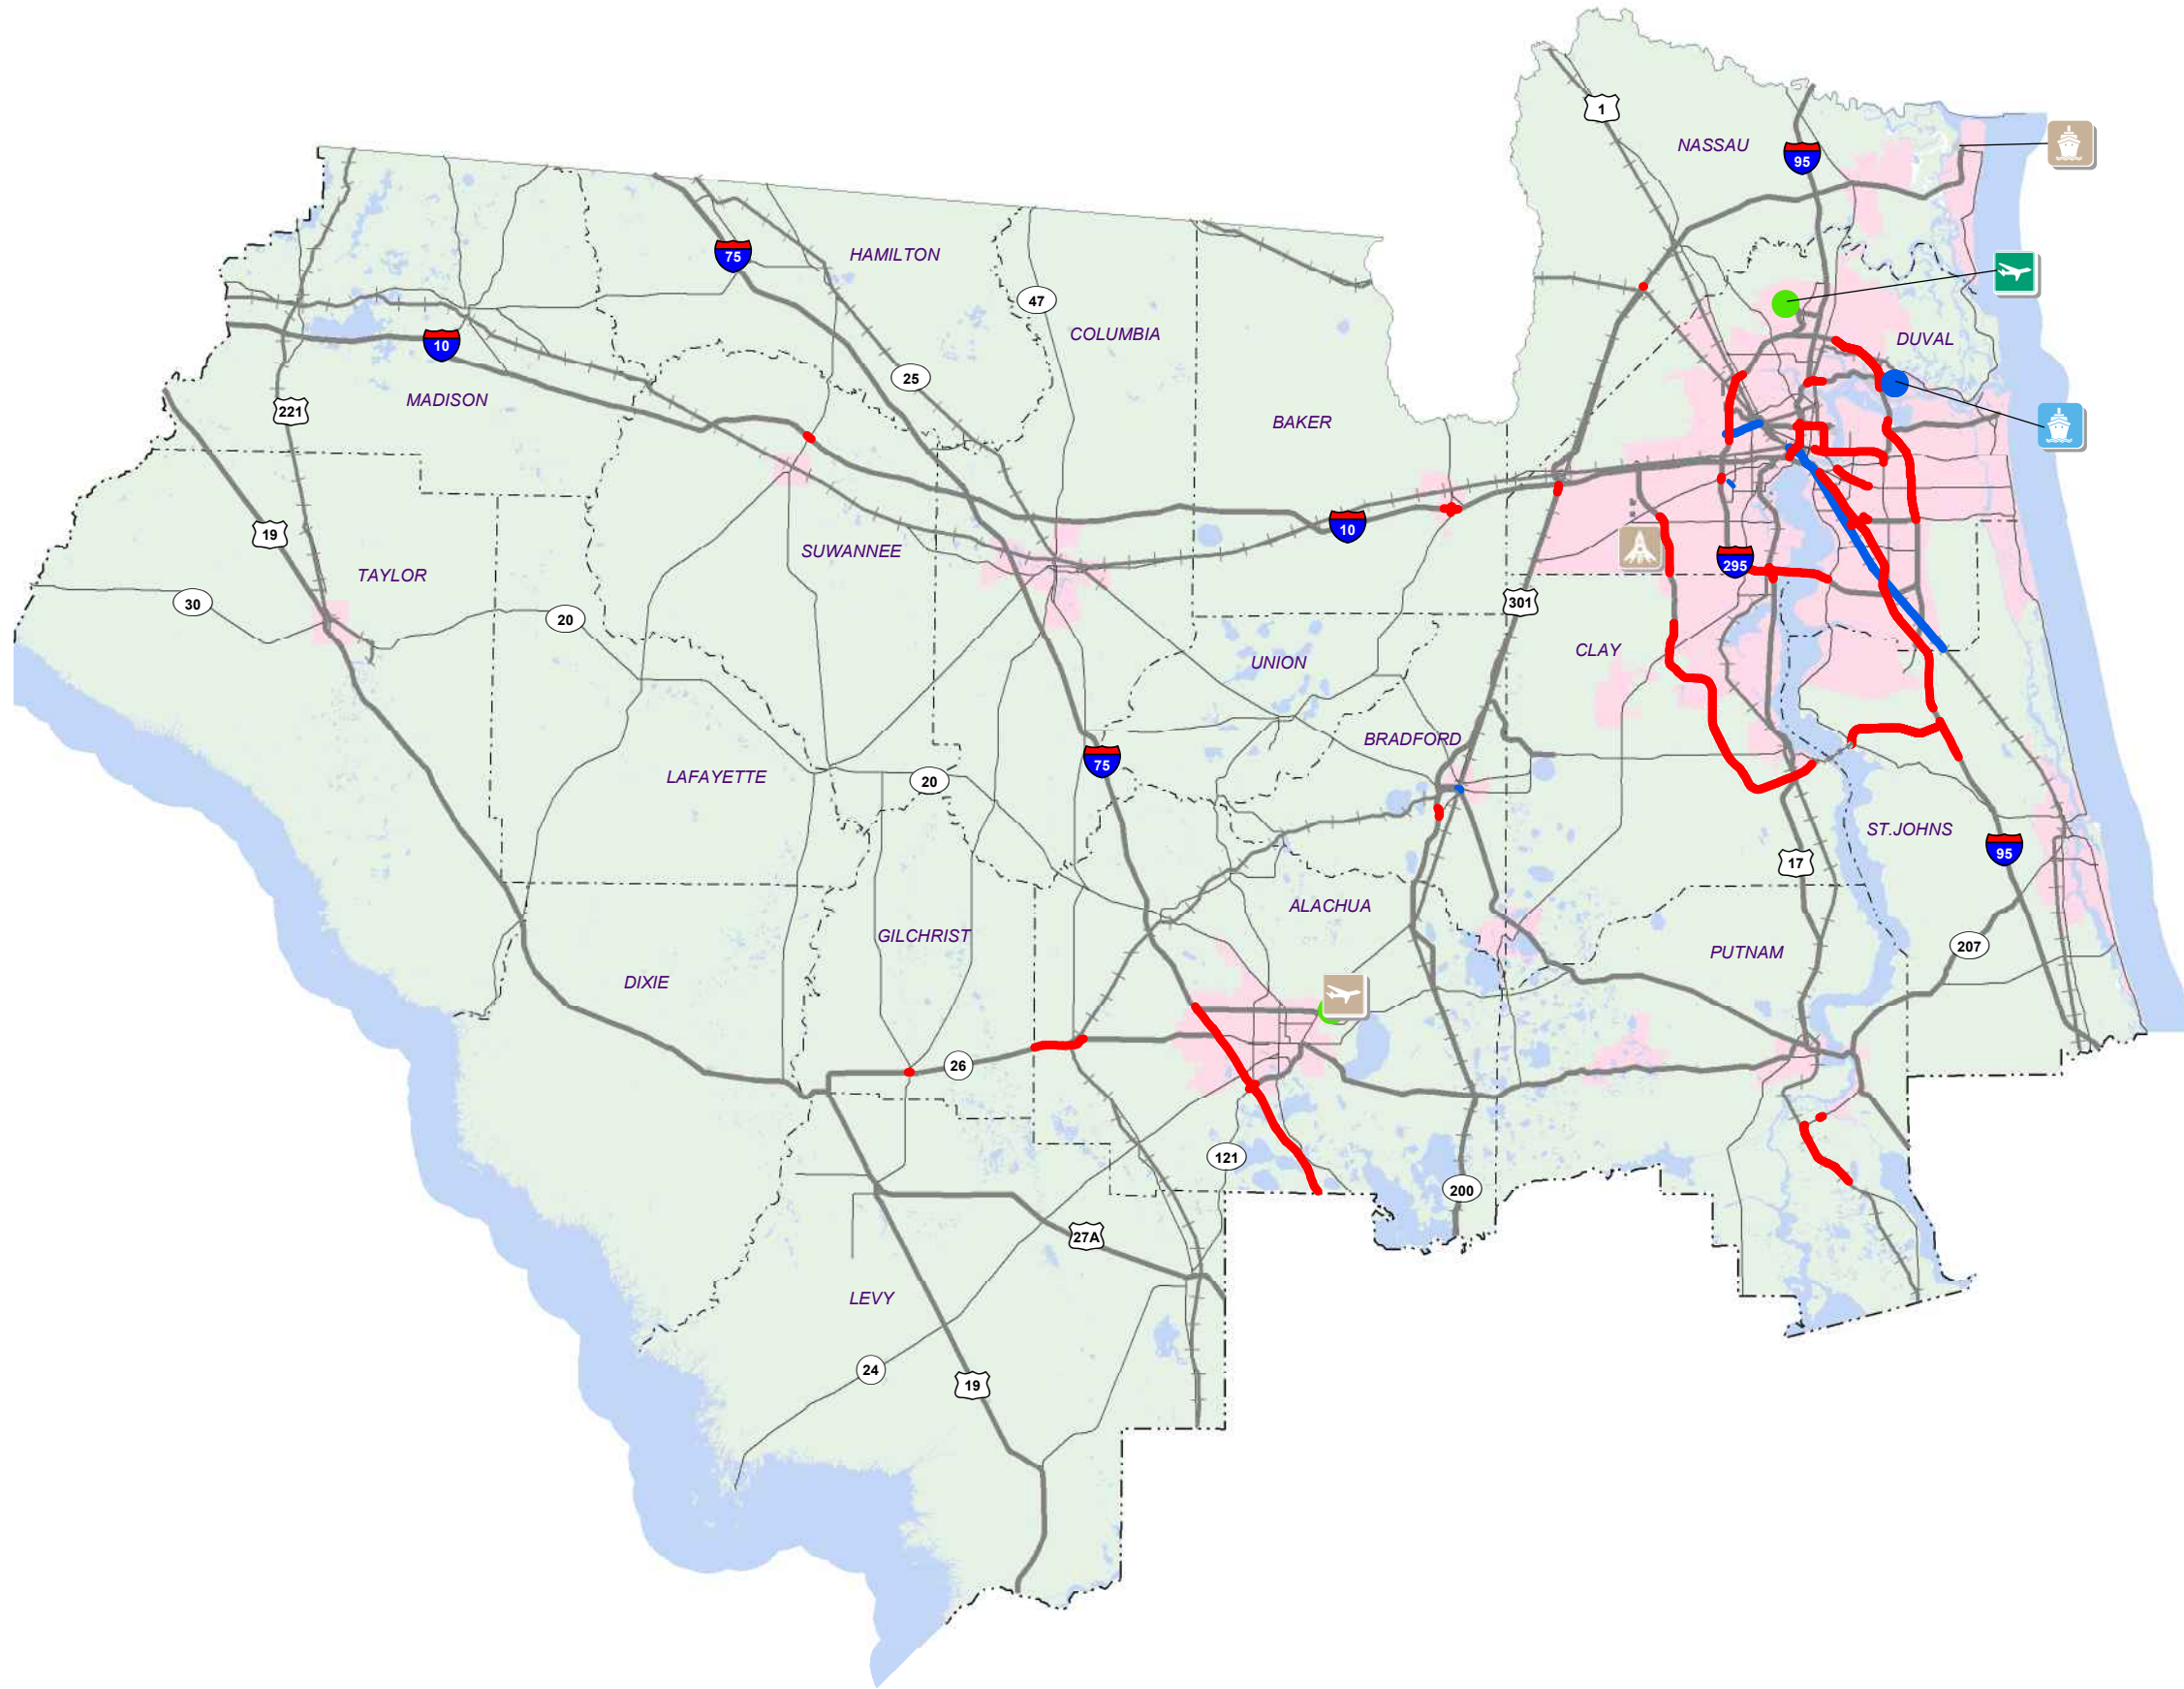 1
NASSAU
95
75
HAMILTON
47
COLUMBIA
DUVAL
10
25
MADISON
221
BAKER
19
10
SUWANNEE
TAYLOR
295
30
20
301
UNION
CLAY
BRADFORD
75
LAFAYETTE
20
ST.JOHNS
95
17
ALACHUA
GILCHRIST
207
PUTNAM
DIXIE
26
121
200
27A
LEVY
24
19